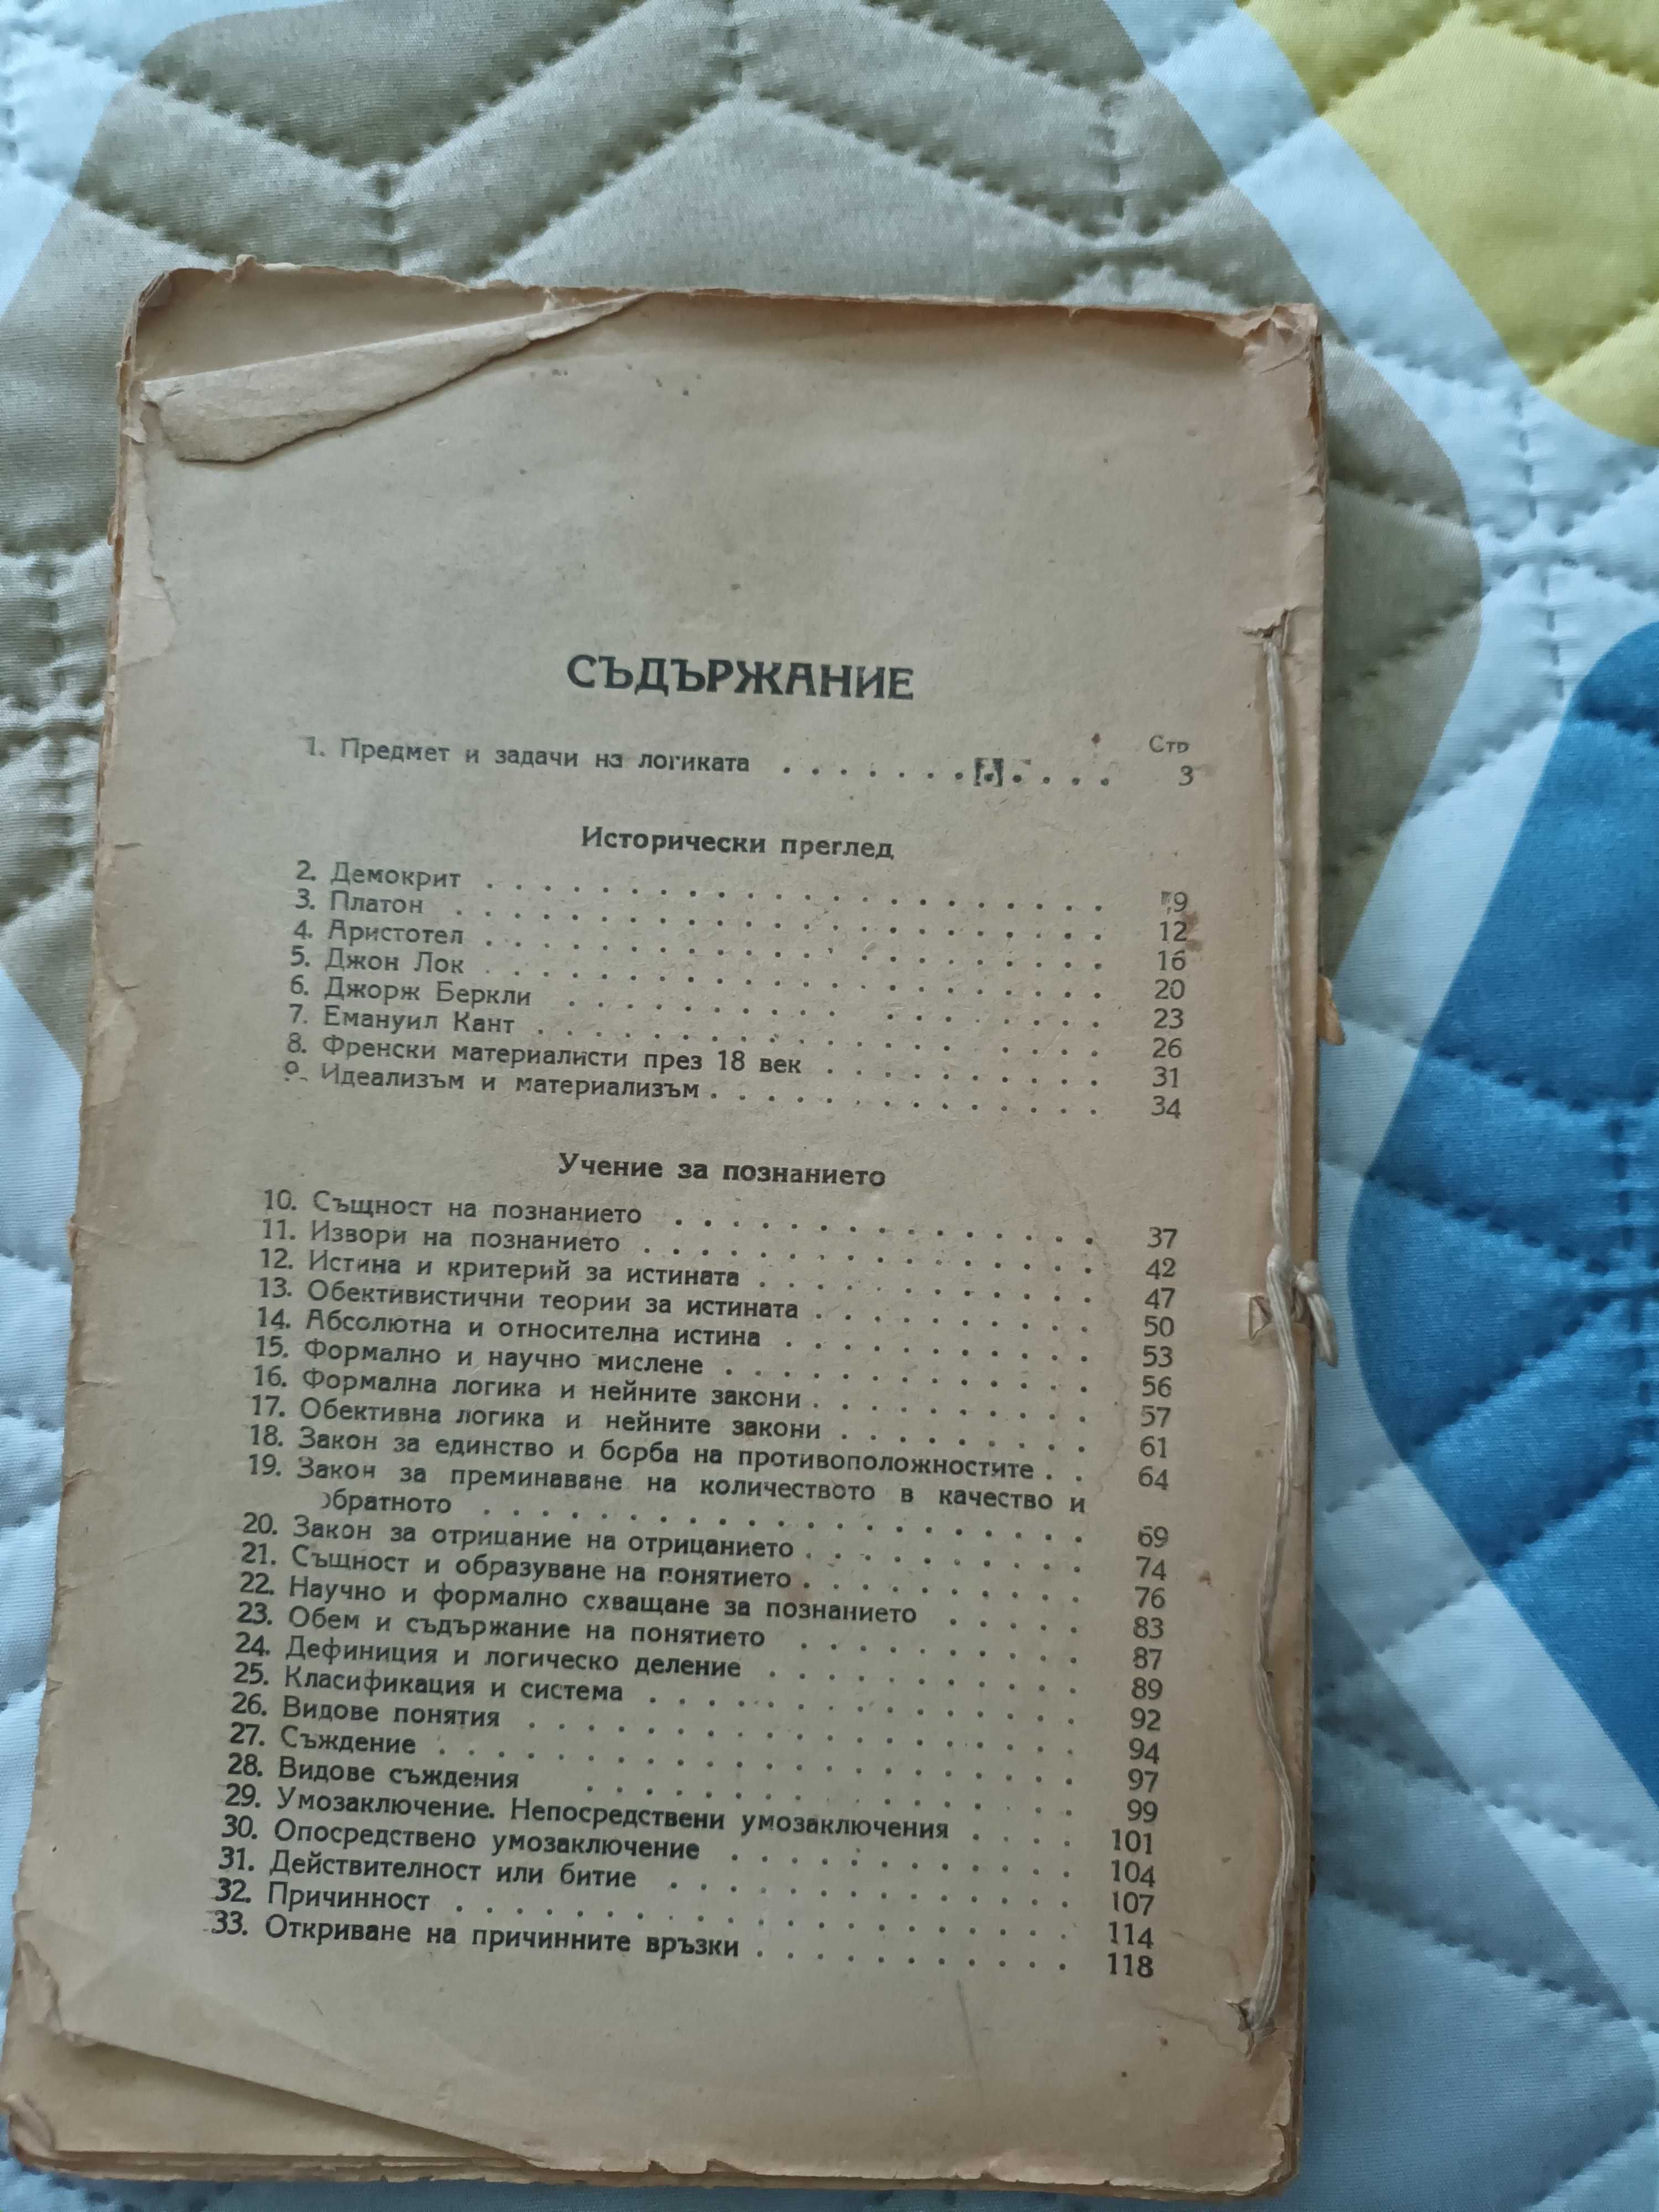 СЪДЪРЖАНИЕ
Стр
1. Предмет и задачи на логиката . . . . . . . . . . . . 3
Исторически преглед
2. Демокрит . . . . . . . . . . . . . . . . . . . . . . 9
3. Платон . . . . . . . . . . . . . . . . . . . . . . . 12
4. Аристотел . . . . . . . . . . . . . . . . . . . . . . 16
5. Джон Лок . . . . . . . . . . . . . . . . . . . . . . 20
6. Джорж Беркли . . . . . . . . . . . . . . . . . . . 23
7. Емануил Кант . . . . . . . . . . . . . . . . . . . . 26
8. Френски материалисти през 18 век . . . . . . . . . . 31
9. Идеализъм и материализъм . . . . . . . . . . . . . . 34
Учение за познанието
10. Същност на познанието . . . . . . . . . . . . . . . 37
11. Извори на познанието . . . . . . . . . . . . . . . . 42
12. Истина и критерий за истината . . . . . . . . . . . . 47
13. Обективистични теории за истината . . . . . . . . . . 50
14. Абсолютна и относителна истина . . . . . . . . . . . 53
15. Формално и научно мислене . . . . . . . . . . . . . 56
16. Формална логика и нейните закони . . . . . . . . . . 57
17. Обективна логика и нейните закони . . . . . . . . . 61
18. Закон за единство и борба на противоположностите . . 64
19. Закон за преминаване на количеството в качество и
обратното . . . . . . . . . . . . . . . . . . . . . 69
20. Закон за отрицание на отрицанието . . . . . . . . . . 74
21. Същност и образуване на понятието . . . . . . . . . . 76
22. Научно и формално схващане за познанието . . . . . 83
23. Обем и съдържание на понятието . . . . . . . . . . 87
24. Дефиниция и логическо деление . . . . . . . . . . . 89
25. Класификация и система . . . . . . . . . . . . . . . 92
26. Видове понятия . . . . . . . . . . . . . . . . . . . 94
27. Съждение . . . . . . . . . . . . . . . . . . . . . . 97
28. Видове съждения . . . . . . . . . . . . . . . . . 99
29. Умозаключение. Непосредствени умозаключения . . . . 101
30. Опосредствено умозаключение . . . . . . . . . . . . 104
31. Действителност или битие . . . . . . . . . . . . . . 107
32. Причинност . . . . . . . . . . . . . . . . . . . . . 114
33. Откриване на причинните връзки . . . . . . . . . . . 118